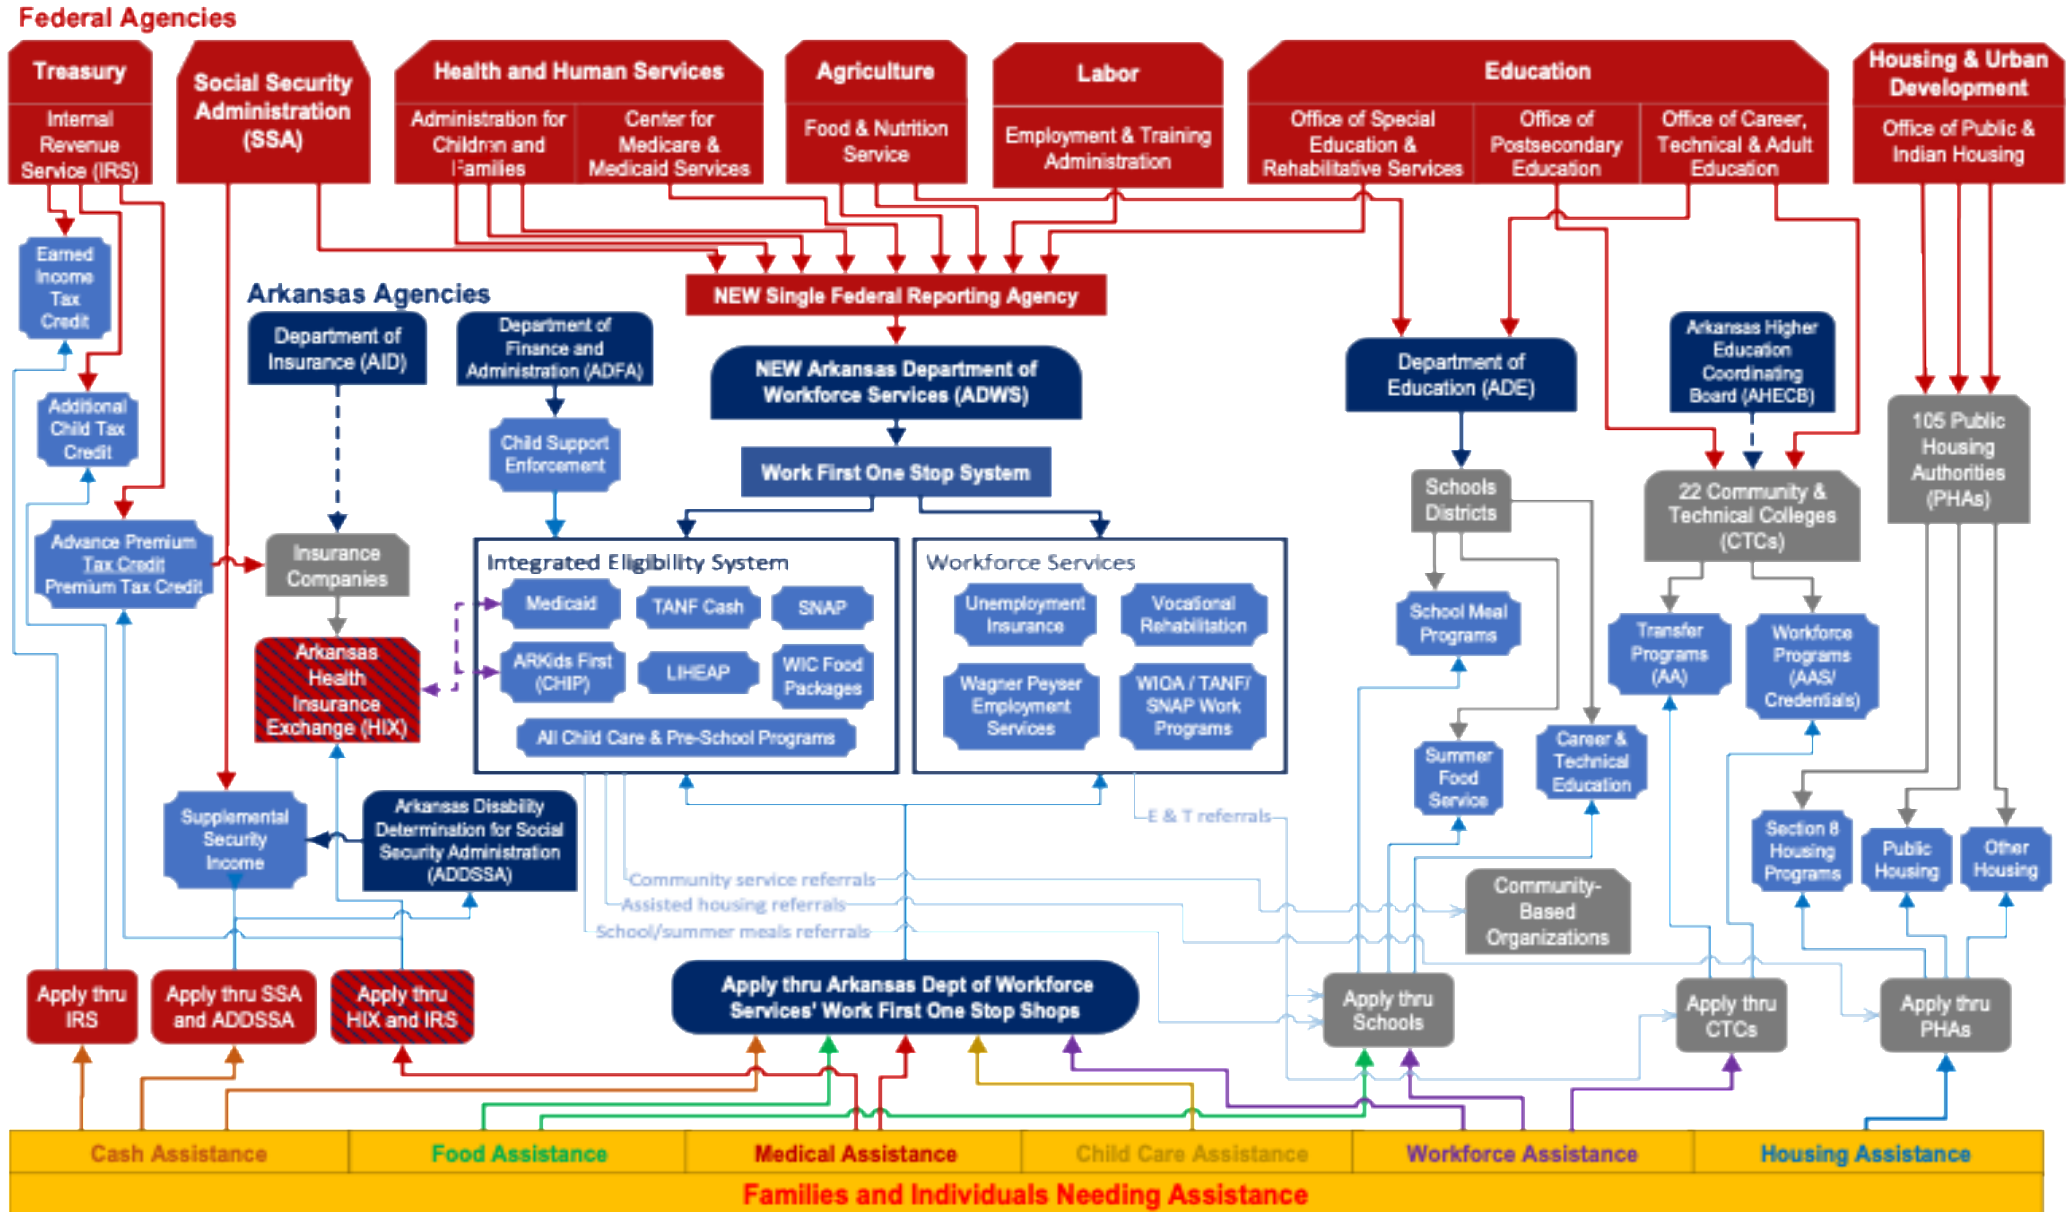 Federal Agencies
Treasury
Internal
Revenue
Service (IRS)
Social Security
Administration
(SSA)
Health and Human Services
Administration for
Children and
Families
Center for
Medicare &
Medicaid Services
Agriculture
Food & Nutrition
Service
Labor
Employment & Training
Administration
Education
Office of Special
Education &
Rehabilitative Services
Office of
Postsecondary
Education
Office of Career,
Technical & Adult
Education
Housing & Urban
Development
Office of Public &
Indian Housing
Earned
Income
Tax
Credit
Additional
Child Tax
Credit
Advance Premium
Tax Credit
Premium Tax Credit
Arkansas Agencies
Department of
Insurance (AID)
Department of
Finance and
Administration (ADFA)
NEW Single Federal Reporting Agency
NEW Arkansas Department of
Workforce Services (ADWS)
Department of
Education (ADE)
Arkansas Higher
Education
Coordinating
Board (AHECB)
105 Public
Housing
Authorities
(PHAs)
Child Support
Enforcement
Work First One Stop System
Schools
Districts
22 Community &
Technical Colleges
(CTCs)
Insurance
Companies
Arkansas
Health
Insurance
Exchange (HIX)
Integrated Eligibility System
Medicaid
TANF Cash
SNAP
ARKids First
(CHIP)
LIHEAP
WIC Food
Packages
All Child Care & Pre-School Programs
Workforce Services
Unemployment
Insurance
Vocational
Rehabilitation
Wagner Peyser
Employment
Services
WIOA / TANF/
SNAP Work
Programs
School Meal
Programs
Transfer
Programs
(AA)
Workforce
Programs
(AAS/
Credentials)
Summer
Food
Service
Career &
Technical
Education
Section 8
Housing
Programs
Public
Housing
Other
Housing
Supplemental
Security
Income
Arkansas Disability
Determination for Social
Security Administration
(ADDSSA)
E & T referrals
Community service referrals
Assisted housing referrals
School/summer meals referrals
Community-
Based
Organizations
Apply thru
IRS
Apply thru SSA
and ADDSSA
Apply thru
HIX and IRS
Apply thru Arkansas Dept of Workforce
Services' Work First One Stop Shops
Apply thru
Schools
Apply thru
CTCs
Apply thru
PHAs
Cash Assistance
Food Assistance
Medical Assistance
Child Care Assistance
Workforce Assistance
Housing Assistance
Families and Individuals Needing Assistance